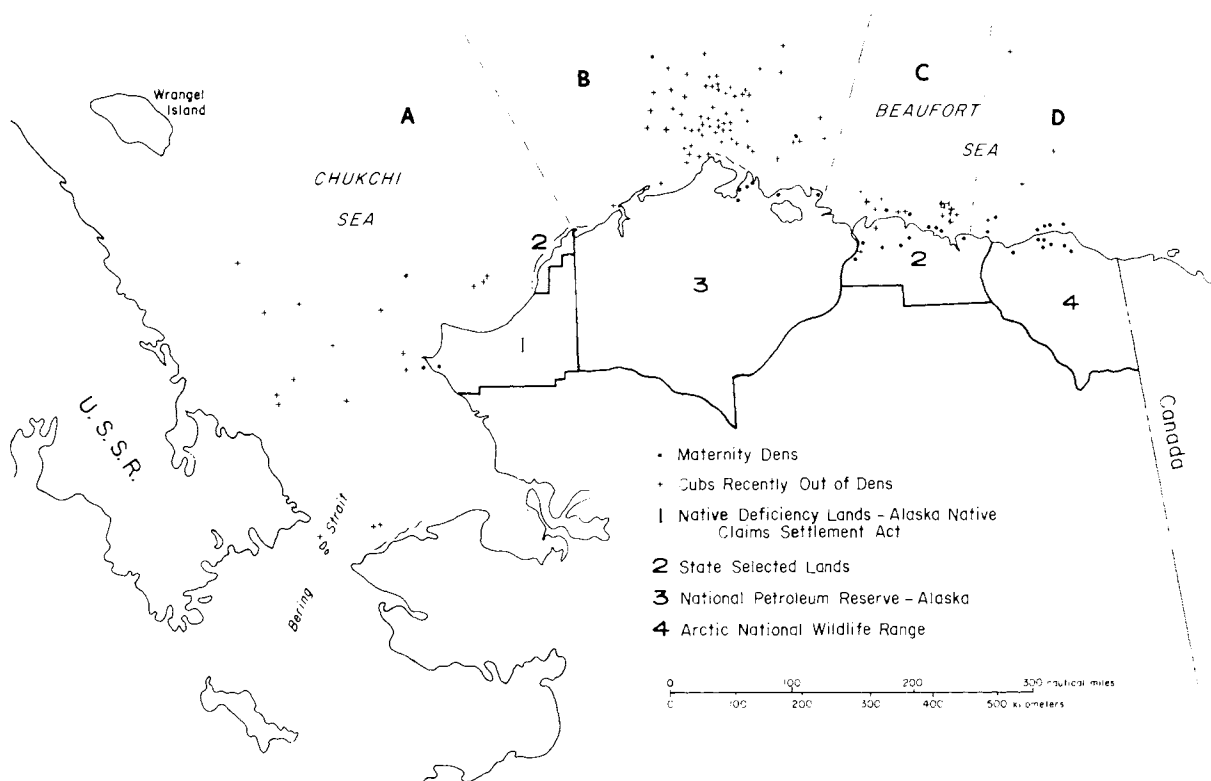 Wrangel
Island
A
B
C
D
BEAUFORT
SEA
CHUKCHI
SEA
2
3
2
4
1
U.S.S.R.
Bering Strait
Canada
• Maternity Dens
+ Cubs Recently Out of Dens
1 Native Deficiency Lands – Alaska Native
Claims Settlement Act
2 State Selected Lands
3 National Petroleum Reserve – Alaska
4 Arctic National Wildlife Range
0 100 200 300 nautical miles
0 100 200 300 400 500 kilometers